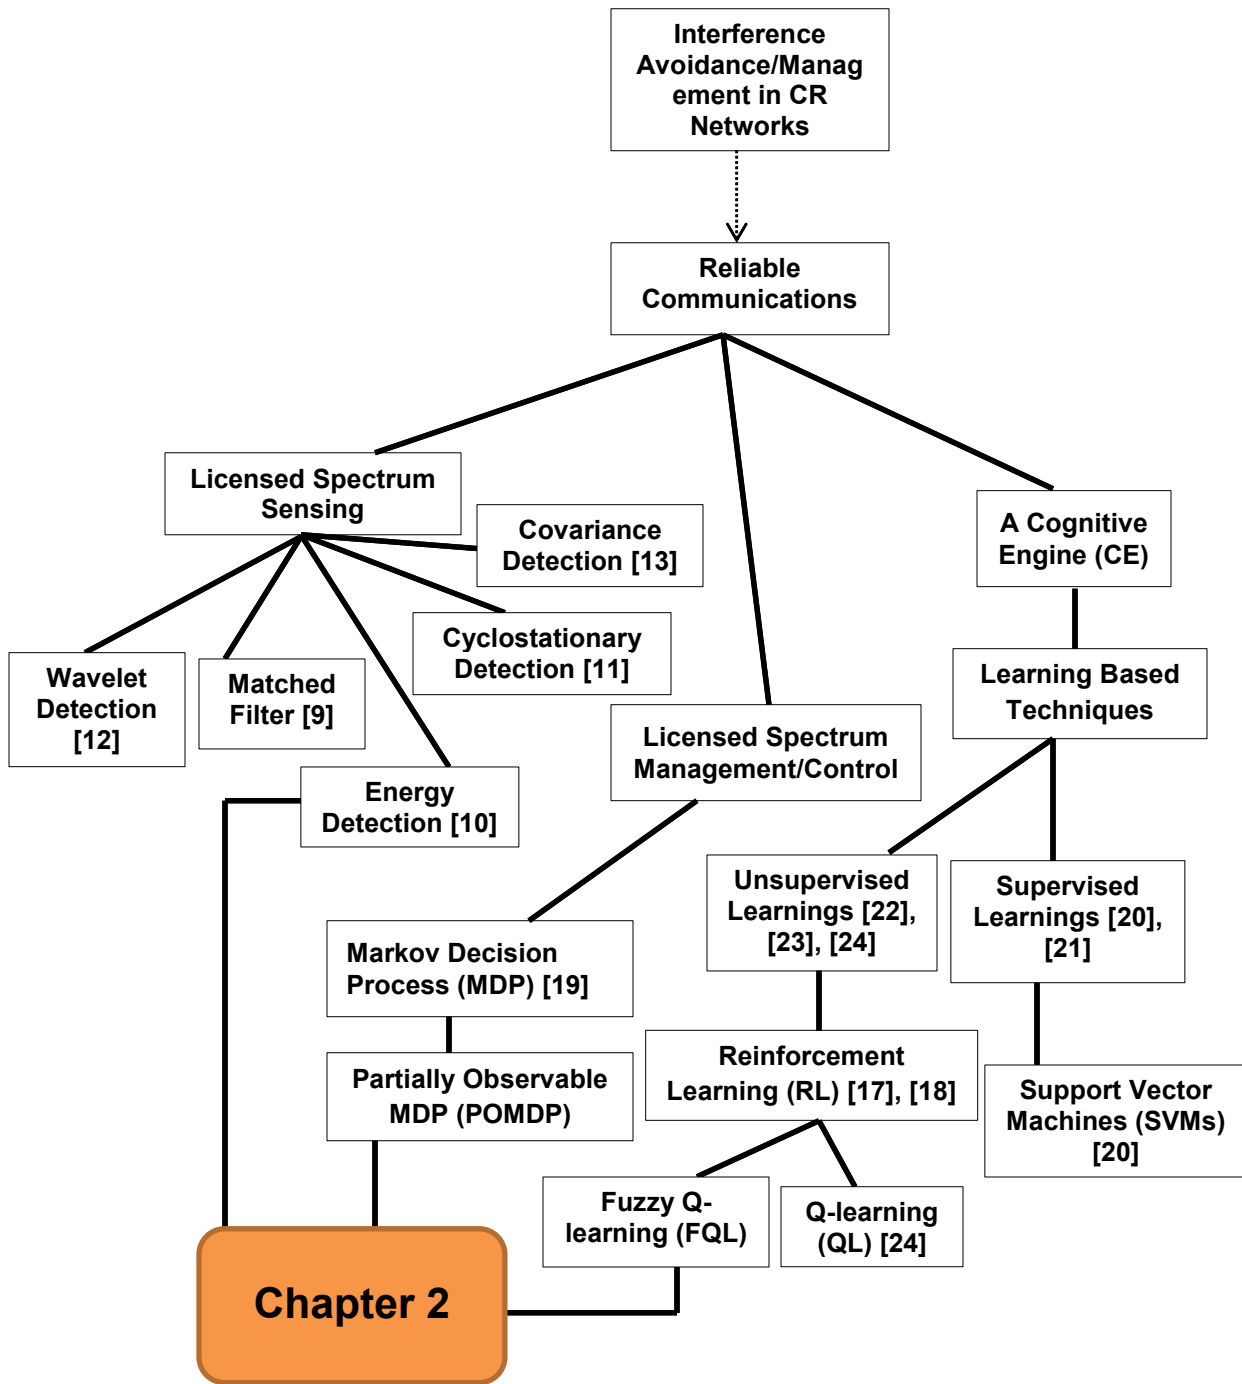 Interference
Avoidance/Manag
ement in CR
Networks
Reliable
Communications
Licensed Spectrum
Sensing
Covariance
Detection [13]
A Cognitive
Engine (CE)
Cyclostationary
Detection [11]
Wavelet
Detection
[12]
Matched
Filter [9]
Learning Based
Techniques
Licensed Spectrum
Management/Control
Energy
Detection [10]
Unsupervised
Learnings [22],
[23], [24]
Supervised
Learnings [20],
[21]
Markov Decision
Process (MDP) [19]
Partially Observable
MDP (POMDP)
Reinforcement
Learning (RL) [17], [18]
Support Vector
Machines (SVMs)
[20]
Fuzzy Q-
learning (FQL)
Q-learning
(QL) [24]
Chapter 2